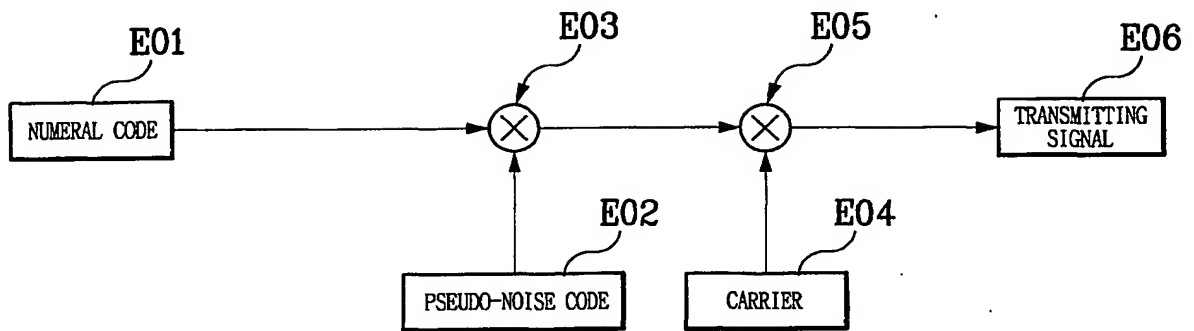 E01
E03
E05
E06
NUMERAL CODE
TRANSMITTING
SIGNAL
E02
E04
PSEUDO-NOISE CODE
CARRIER